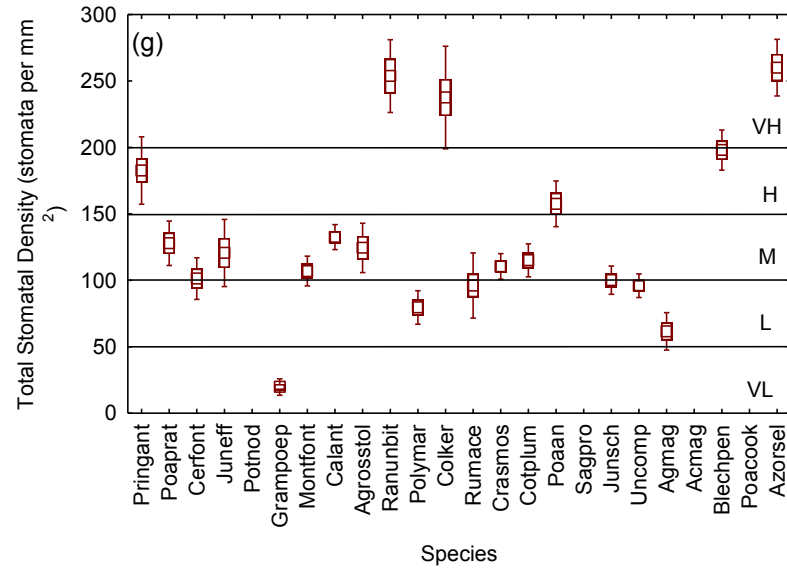 (g)
Total Stomatal Density (stomata per mm
2)
300
250
200
150
100
50
0
VH
H
M
L
VL
Pringant
Poaprat
Cerfont
Juneff
Potnod
Grampoep
Montfont
Calant
Agrosstol
Ranunbit
Polymar
Colker
Rumace
Crasmos
Cotplum
Poaan
Sagpro
Junsch
Uncomp
Agmag
Acmag
Blechpen
Poacook
Azorsel
Species